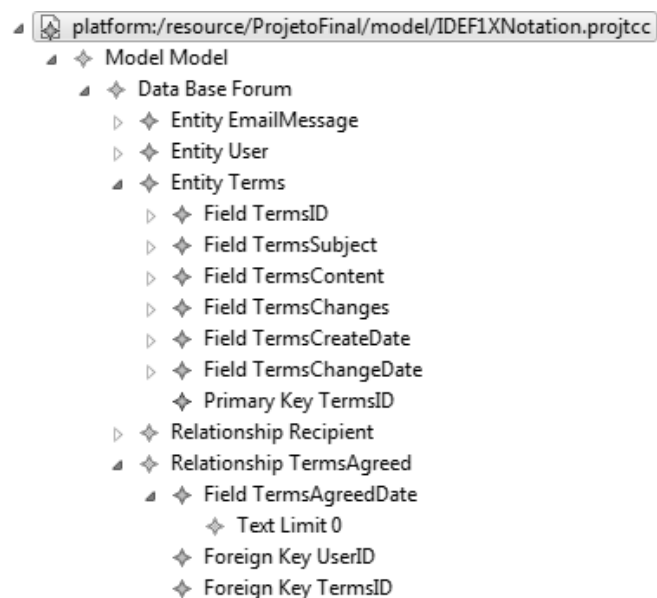 platform:/resource/ProjetoFinal/model/IDEF1XNotation.projtcc
Model Model
Data Base Forum
Entity EmailMessage
Entity User
Entity Terms
Field TermsID
Field TermsSubject
Field TermsContent
Field TermsChanges
Field TermsCreateDate
Field TermsChangeDate
Primary Key TermsID
Relationship Recipient
Relationship TermsAgreed
Field TermsAgreedDate
Text Limit 0
Foreign Key UserID
Foreign Key TermsID